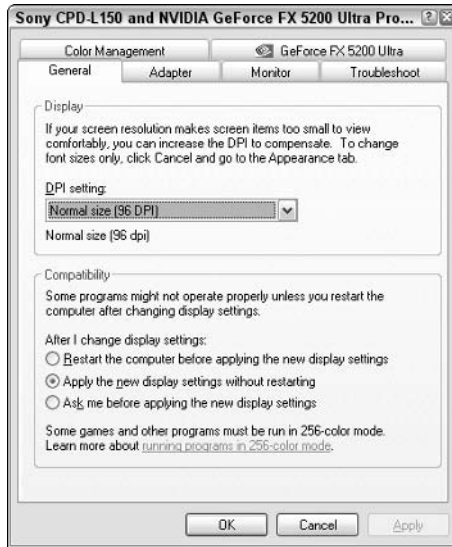 Sony CPD-L150 and NVIDIA GeForce FX 5200 Ultra Pro...
Color Management
GeForce FX 5200 Ultra
General
Adapter
Monitor
Troubleshoot
Display
If your screen resolution makes screen items too small to view
comfortably, you can increase the DPI to compensate. To change
font sizes only, click Cancel and go to the Appearance tab.
DPI setting:
Normal size (96 DPI)
Normal size (96 dpi)
Compatibility
Some programs might not operate properly unless you restart the
computer after changing display settings.
After I change display settings:
Restart the computer before applying the new display settings
Apply the new display settings without restarting
Ask me before applying the new display settings
Some games and other programs must be run in 256-color mode.
Learn more about running programs in 256-color mode.
OK
Cancel
Apply